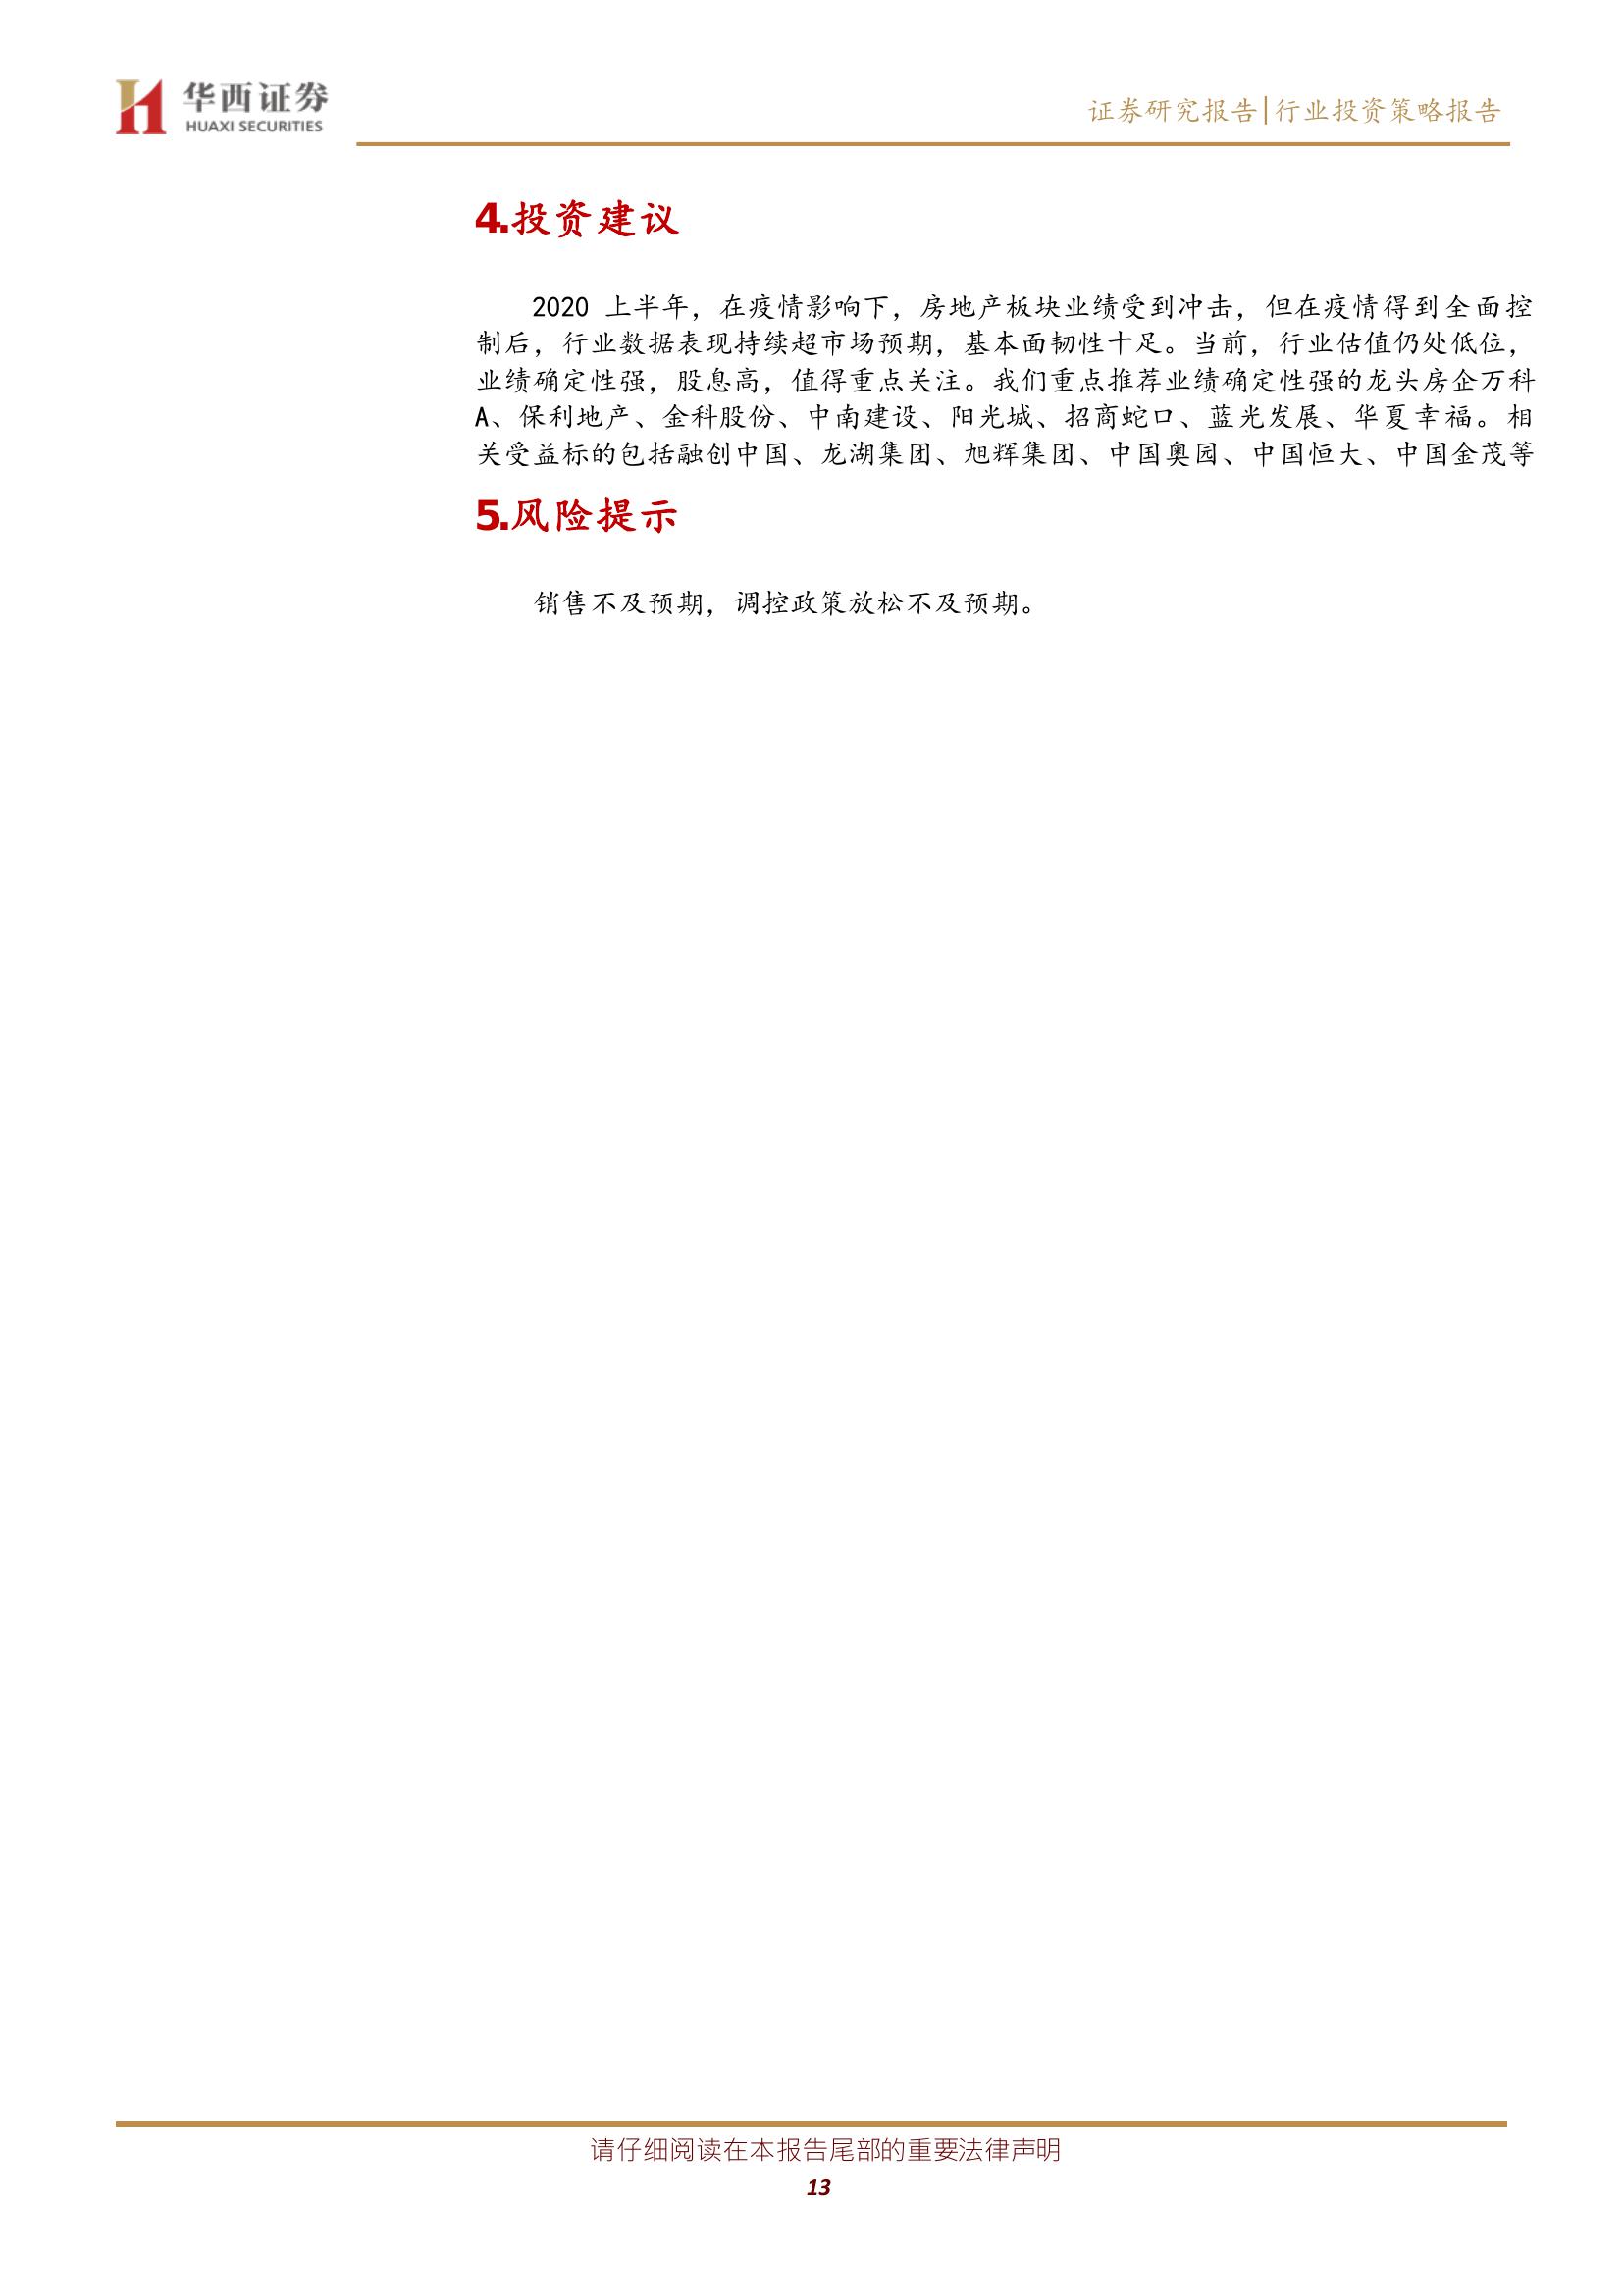 华西证券
HUAXI SECURITIES
证券研究报告|行业投资策略报告
4.投资建议
2020 上半年，在疫情影响下，房地产板块业绩受到冲击，但在疫情得到全面控
制后，行业数据表现持续超市场预期，基本面韧性十足。当前，行业估值仍处低位，
业绩确定性强，股息高，值得重点关注。我们重点推荐业绩确定性强的龙头房企万科
A、保利地产、金科股份、中南建设、阳光城、招商蛇口、蓝光发展、华夏幸福。相
关受益标的包括融创中国、龙湖集团、旭辉集团、中国奥园、中国恒大、中国金茂等
5.风险提示
销售不及预期，调控政策放松不及预期。
请仔细阅读在本报告尾部的重要法律声明
13